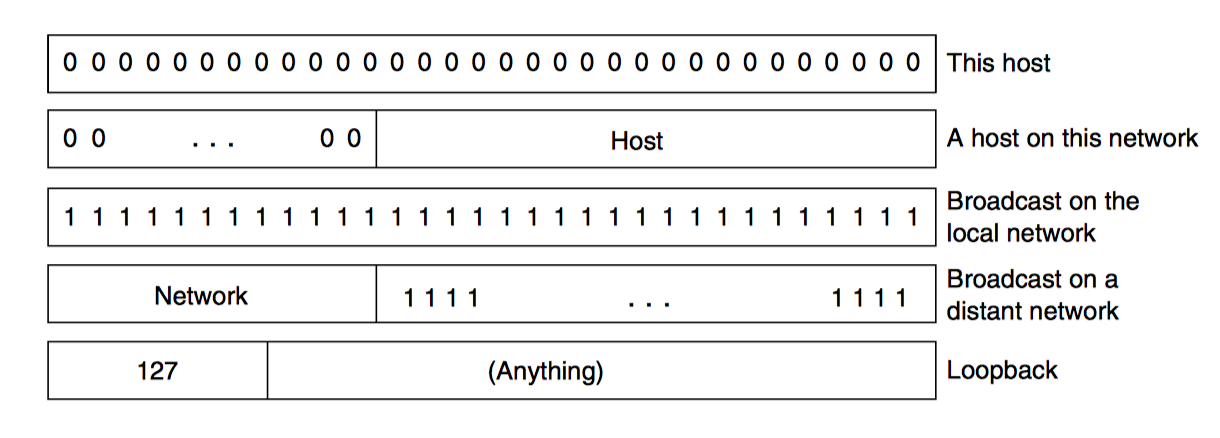 0 0 0 0 0 0 0 0 0 0 0 0 0 0 0 0 0 0 0 0 0 0 0 0 0 0 0 0 0 0 0 0 This host
0 0 ... 0 0 Host A host on this network
1 1 1 1 1 1 1 1 1 1 1 1 1 1 1 1 1 1 1 1 1 1 1 1 1 1 1 1 1 1 1 1 Broadcast on the
local network
Network 1 1 1 1 ... 1 1 1 1 Broadcast on a
distant network
127 (Anything) Loopback